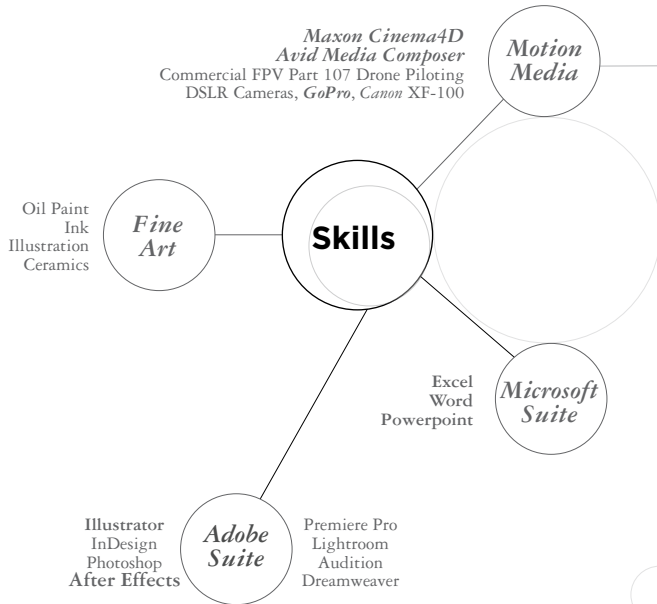 Maxon Cinema4D
Avid Media Composer
Commercial FPV Part 107 Drone Piloting
DSLR Cameras, GoPro, Canon XF-100
Motion
Media
Oil Paint
Ink
Illustration
Ceramics
Fine
Art
Skills
Excel
Word
Powerpoint
Microsoft
Suite
Illustrator
InDesign
Photoshop
After Effects
Adobe
Suite
Premiere Pro
Lightroom
Audition
Dreamweaver